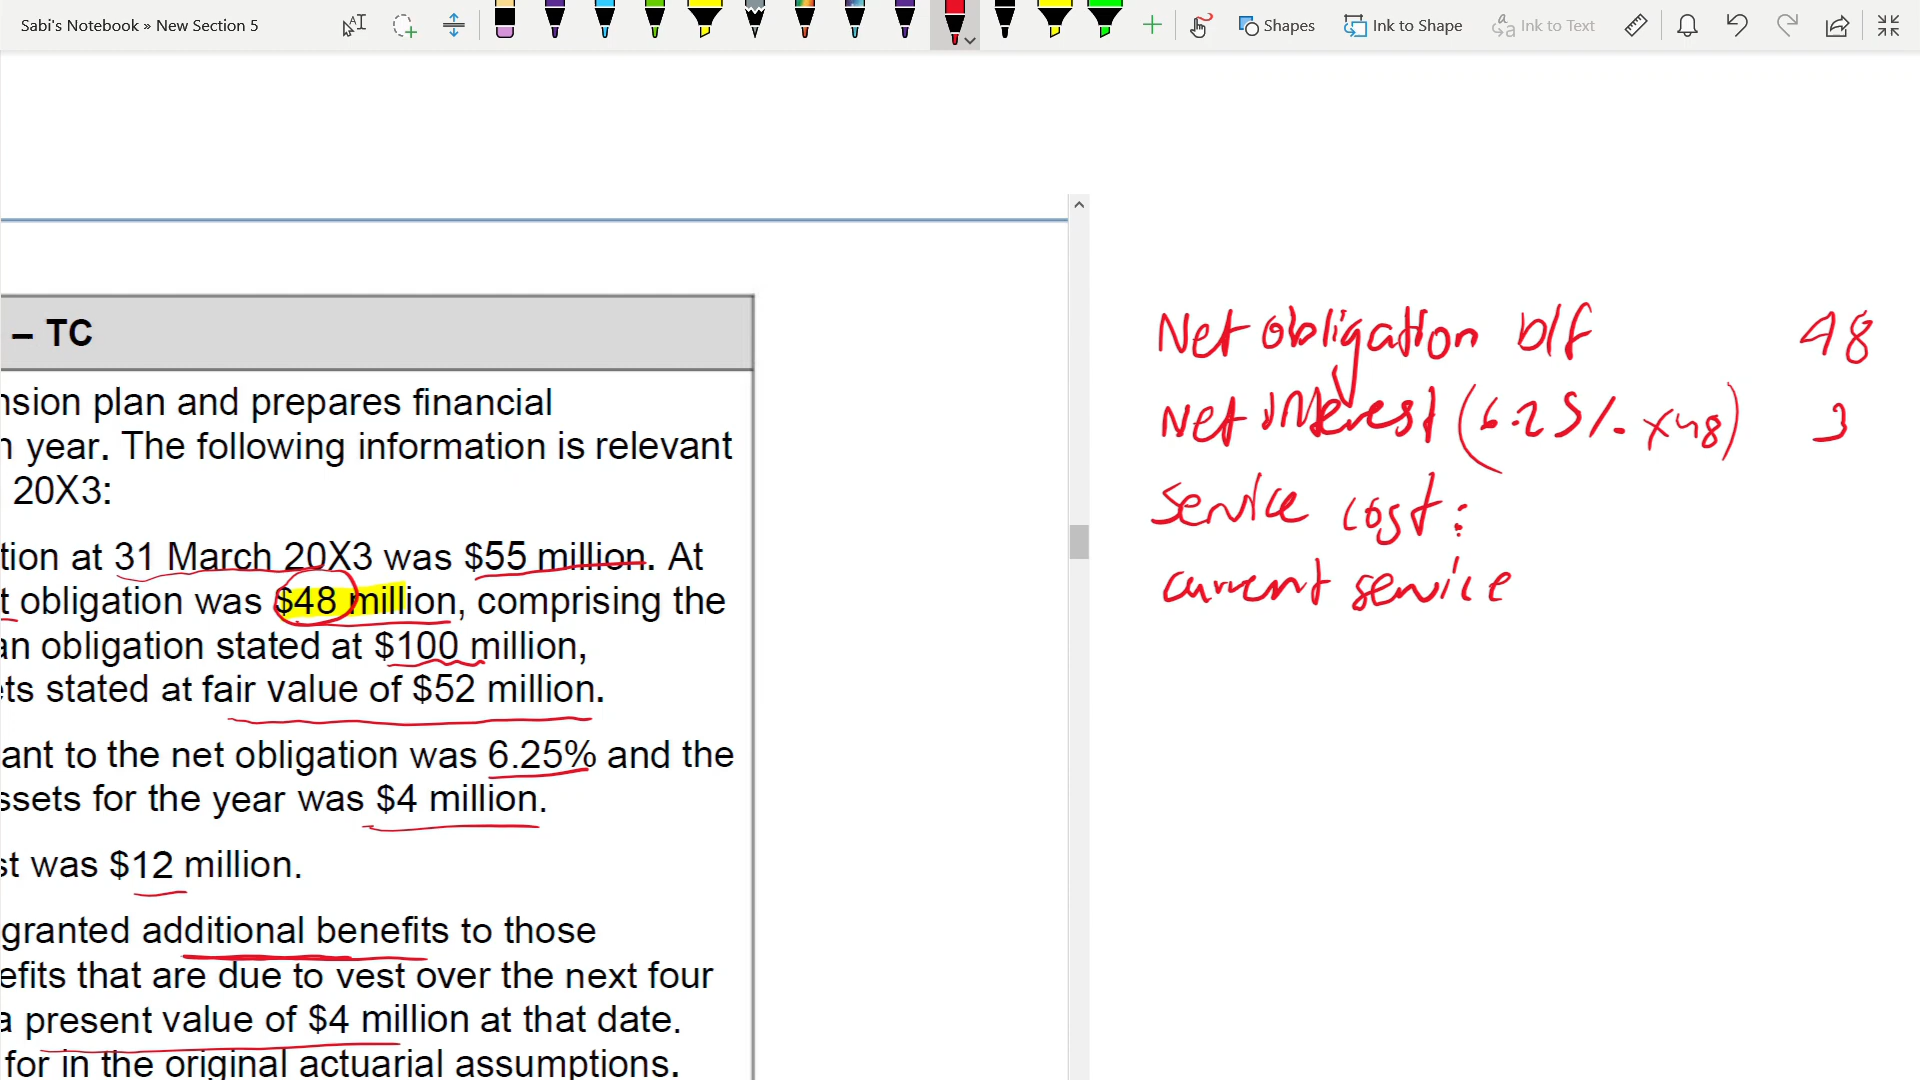 Sabi's Notebook » New Section 5
Shapes
Ink to Shape
Ink to Text
– TC
nsion plan and prepares financial
n year. The following information is relevant
20X3:
tion at 31 March 20X3 was $55 million. At
t obligation was $48 million, comprising the
an obligation stated at $100 million,
ets stated at fair value of $52 million.
ant to the net obligation was 6.25% and the
ssets for the year was $4 million.
st was $12 million.
granted additional benefits to those
efits that are due to vest over the next four
a present value of $4 million at that date.
for in the original actuarial assumptions.
Net obligation b/f 48
Net interest (6.25% x48) 3
Service cost:
current service